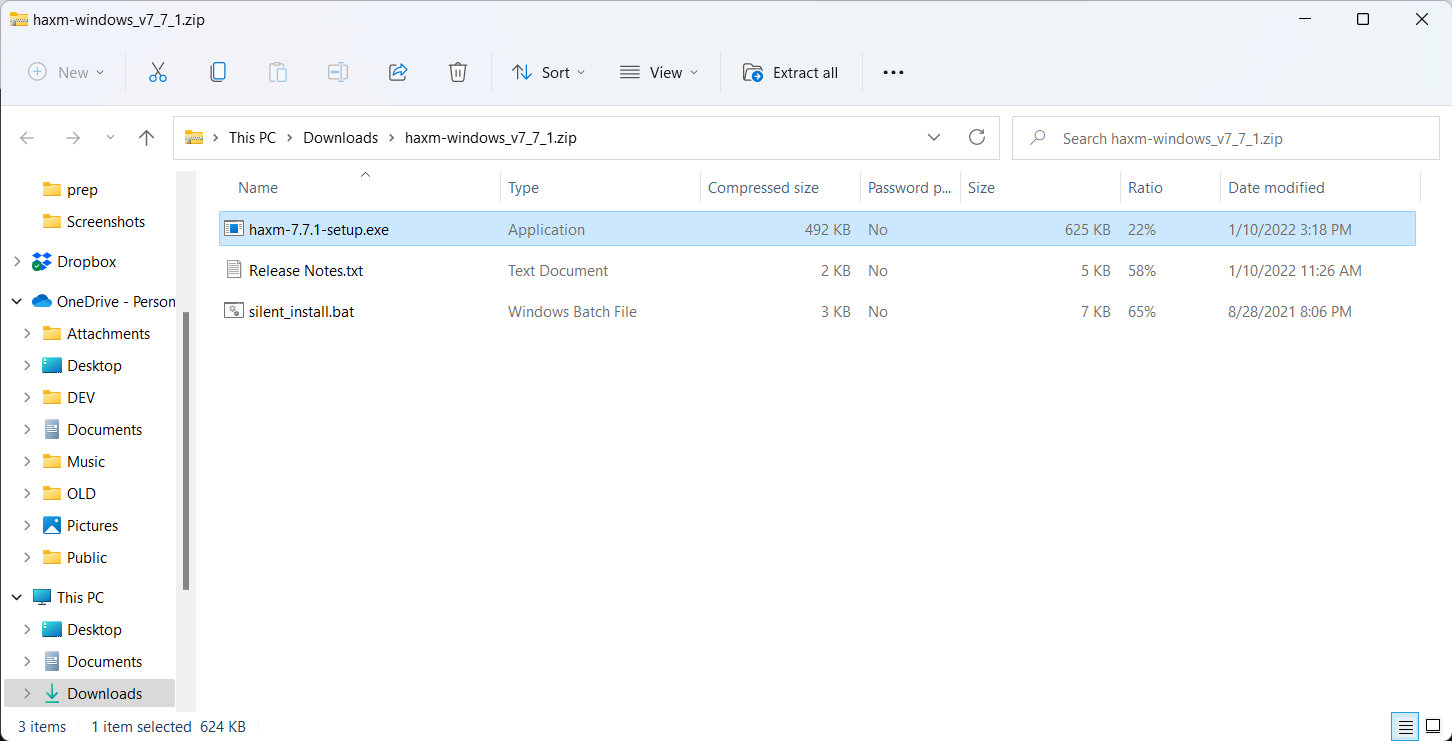 haxm-windows_v7_7_1.zip
New
Sort
View
Extract all
This PC
Downloads
haxm-windows_v7_7_1.zip
Search haxm-windows_v7_7_1.zip
prep
Screenshots
Dropbox
OneDrive - Person
Attachments
Desktop
DEV
Documents
Music
OLD
Pictures
Public
This PC
Desktop
Documents
Downloads
Name Type Compressed size Password p... Size Ratio Date modified
haxm-7.7.1-setup.exe Application 492 KB No 625 KB 22% 1/10/2022 3:18 PM
Release Notes.txt Text Document 2 KB No 5 KB 58% 1/10/2022 11:26 AM
silent_install.bat Windows Batch File 3 KB No 7 KB 65% 8/28/2021 8:06 PM
3 items 1 item selected 624 KB